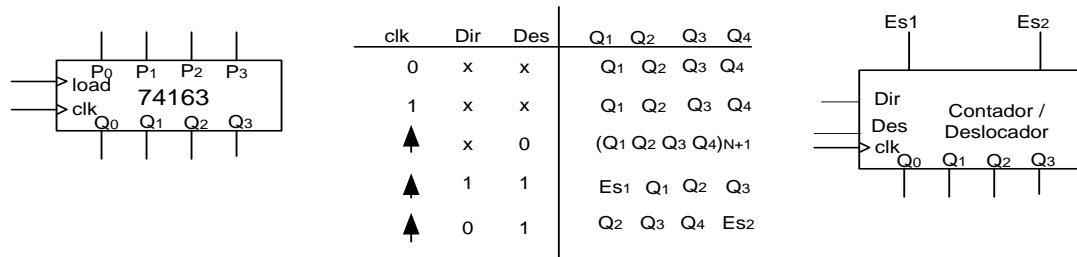 P0 P1 P2 P3
load
74163
clk
Q0 Q1 Q2 Q3
clk Dir Des Q1 Q2 Q3 Q4
0 x x Q1 Q2 Q3 Q4
1 x x Q1 Q2 Q3 Q4
x 0 (Q1 Q2 Q3 Q4)N+1
1 1 Es1 Q1 Q2 Q3
0 1 Q2 Q3 Q4 Es2
Es1 Es2
Dir
Contador /
Des
Deslocador
clk
Q0 Q1 Q2 Q3